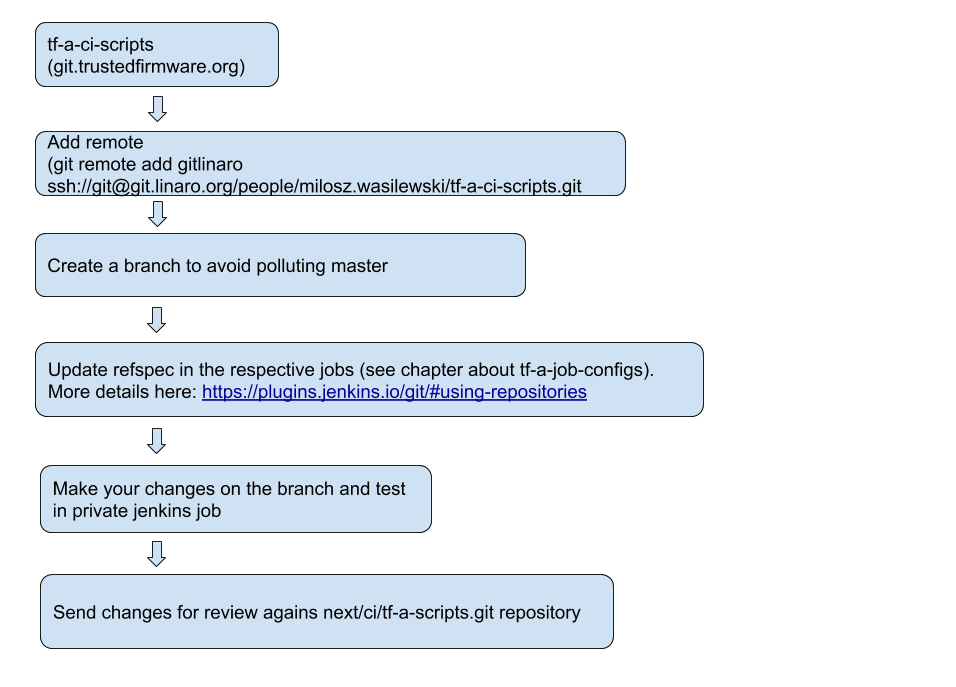 tf-a-ci-scripts
(git.trustedfirmware.org)
Add remote
(git remote add gitlinaro
ssh://git@git.linaro.org/people/milosz.wasilewski/tf-a-ci-scripts.git
Create a branch to avoid polluting master
Update refspec in the respective jobs (see chapter about tf-a-job-configs).
More details here: https://plugins.jenkins.io/git/#using-repositories
Make your changes on the branch and test
in private jenkins job
Send changes for review agains next/ci/tf-a-scripts.git repository